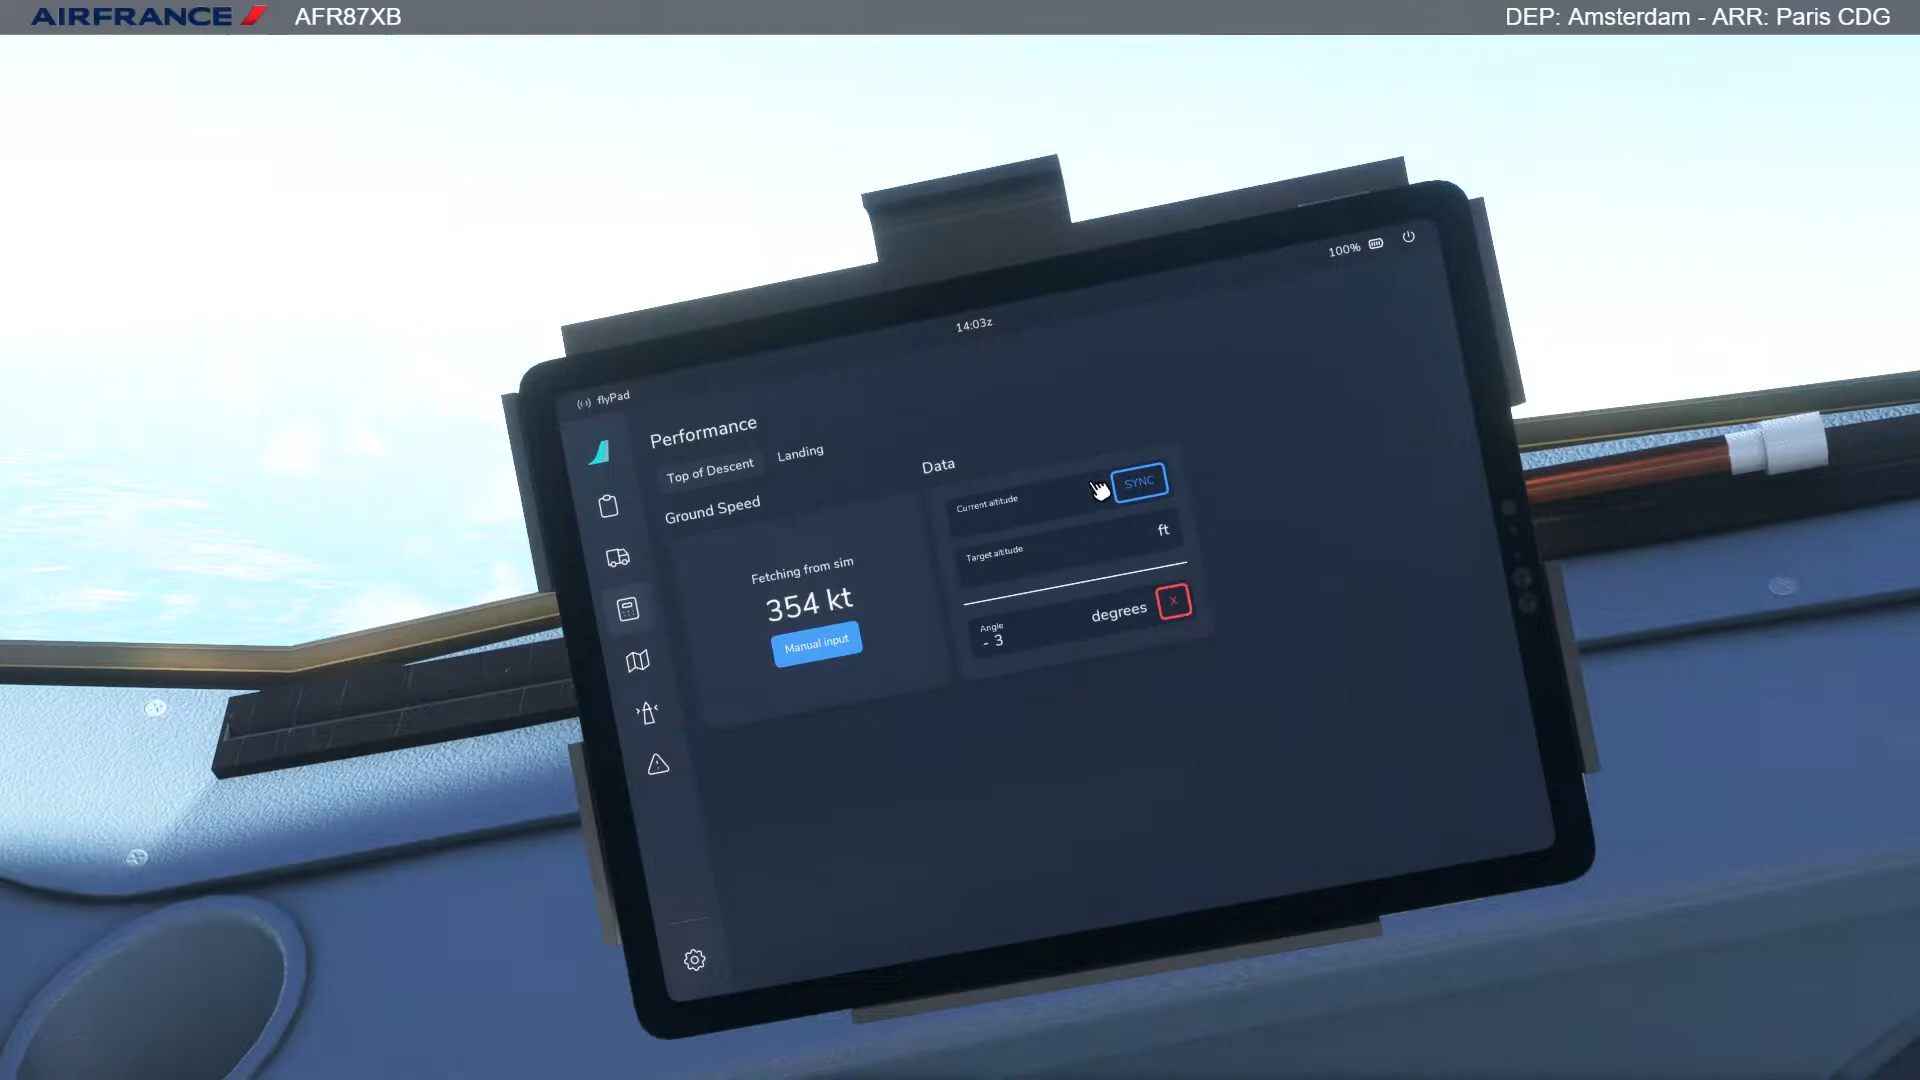 AIRFRANCE AFR87XB DEP: Amsterdam - ARR: Paris CDG
100%
14:03z
flyPad
Performance
Top of Descent Landing
Ground Speed
Fetching from sim
354 kt
Manual input
Data
Current altitude SYNC
Target altitude ft
Angle
- 3 degrees X